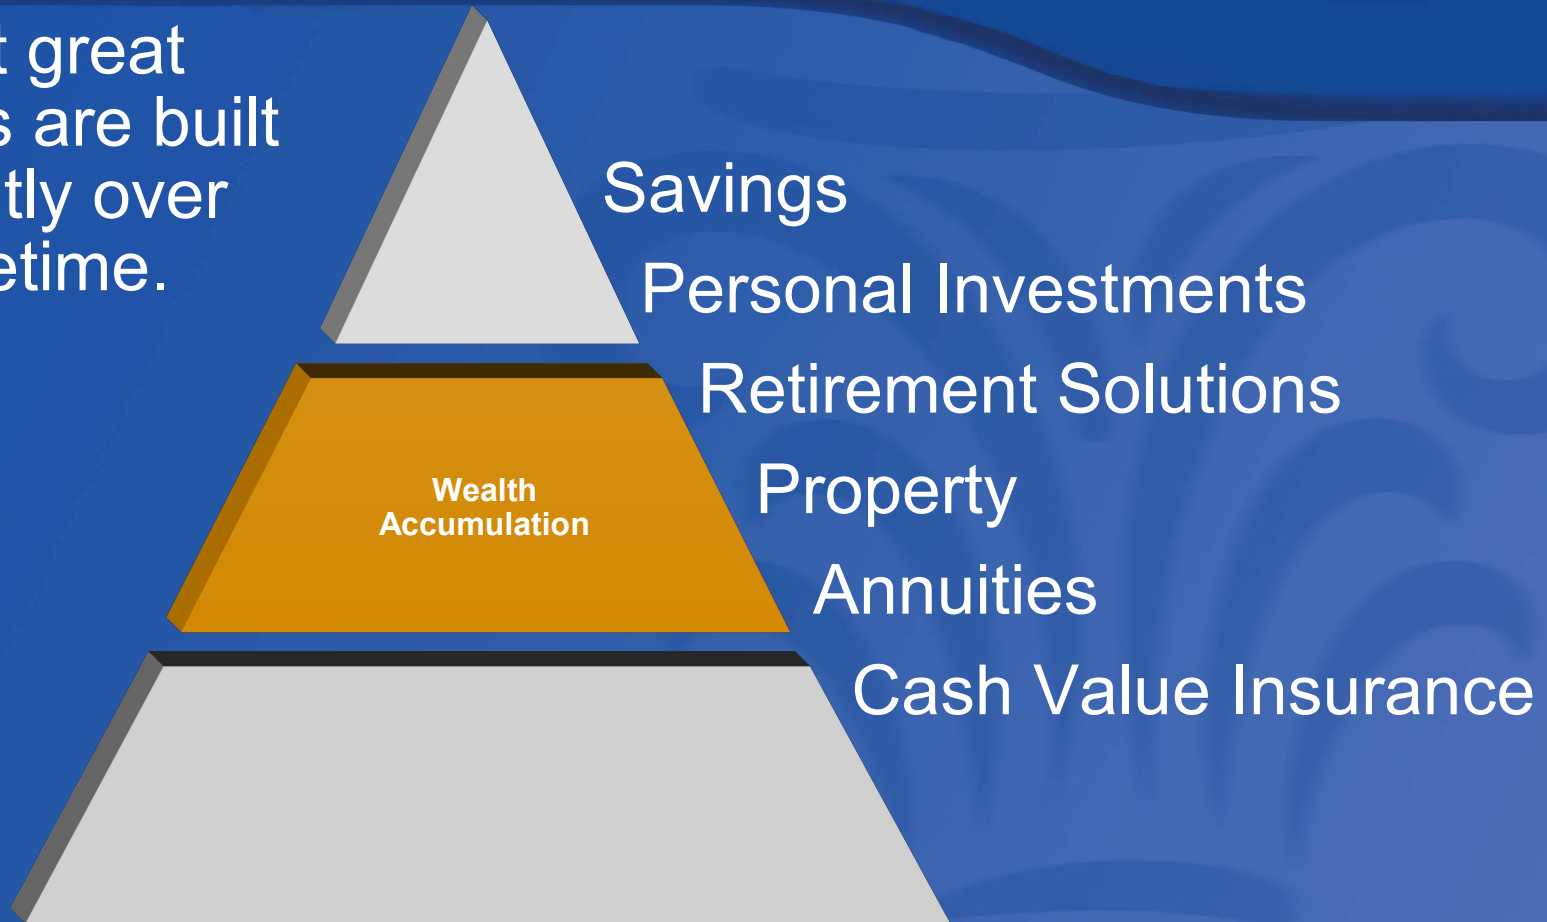 t great
s are built
tly over
etime.
Savings
Personal Investments
Retirement Solutions
Wealth
Accumulation
Property
Annuities
Cash Value Insurance